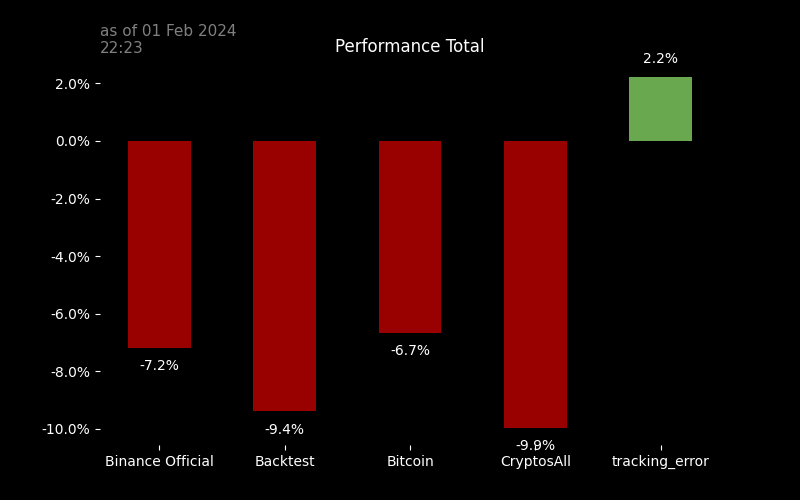 as of 01 Feb 2024
22:23
Performance Total
2.2%
2.0%
0.0%
-2.0%
-4.0%
-6.0%
-8.0%
-10.0%
-7.2%
-9.4%
-6.7%
-9.9%
Binance Official
Backtest
Bitcoin
CryptosAll
tracking_error